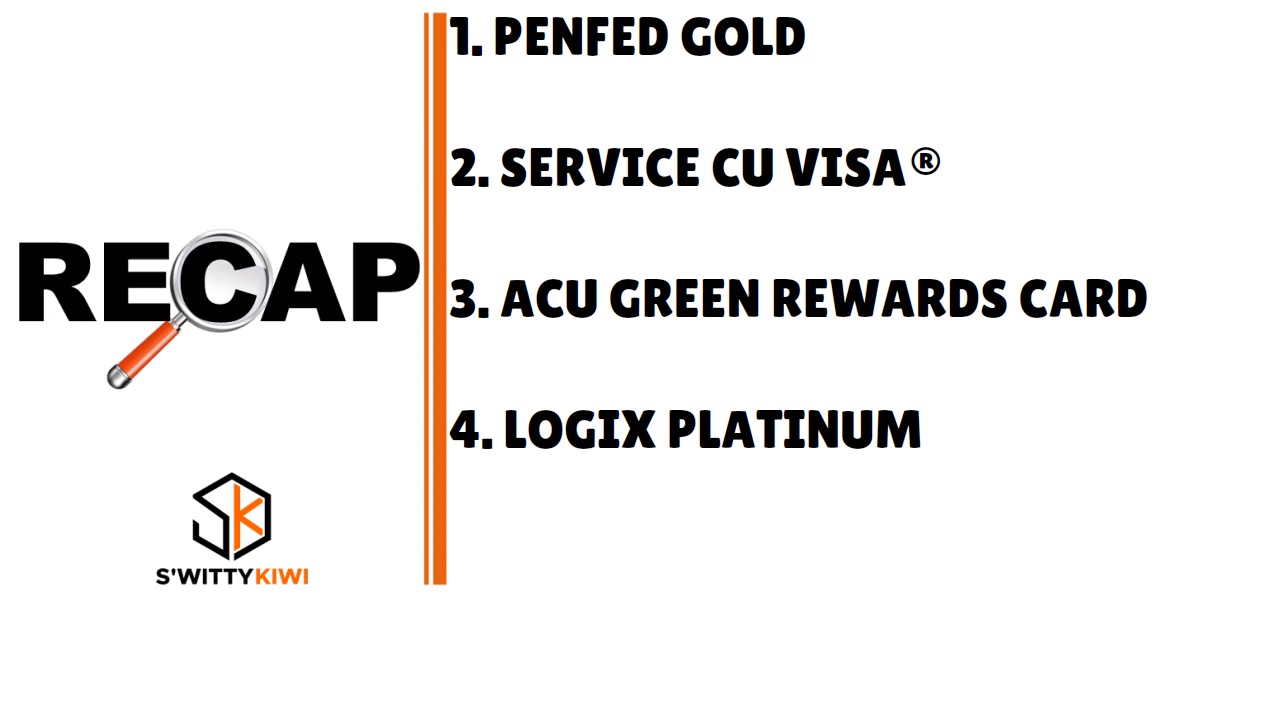 RECAP
S'WITTYKIWI
1. PENFED GOLD
2. SERVICE CU VISA®
3. ACU GREEN REWARDS CARD
4. LOGIX PLATINUM